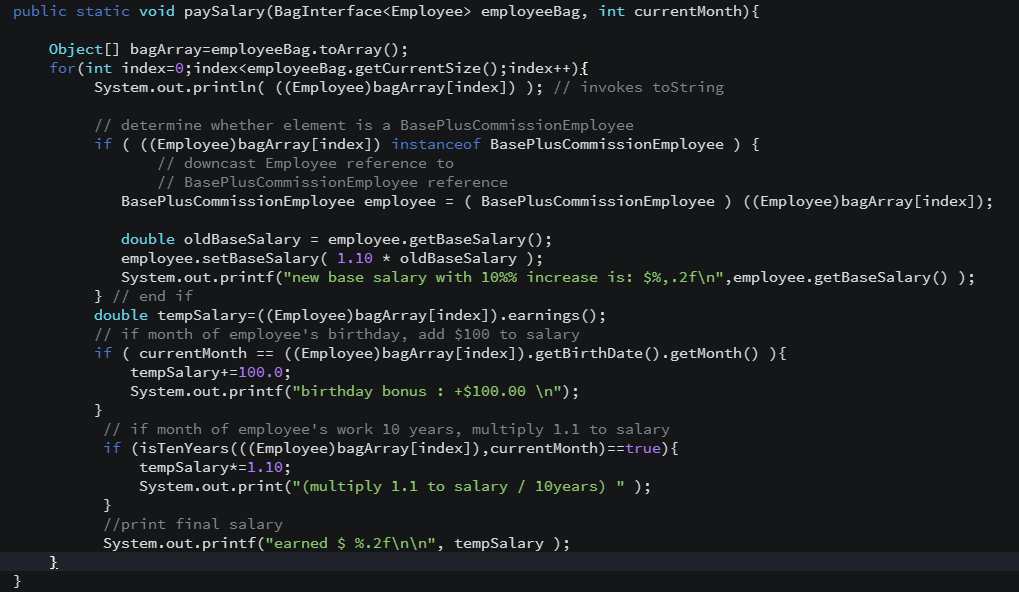 public static void paySalary(BagInterface<Employee> employeeBag, int currentMonth){
Object[] bagArray=employeeBag.toArray();
for(int index=0;index<employeeBag.getCurrentSize();index++){
System.out.println( ((Employee)bagArray[index]) ); // invokes toString
// determine whether element is a BasePlusCommissionEmployee
if ( ((Employee)bagArray[index]) instanceof BasePlusCommissionEmployee ) {
// downcast Employee reference to
// BasePlusCommissionEmployee reference
BasePlusCommissionEmployee employee = ( BasePlusCommissionEmployee ) ((Employee)bagArray[index]);
double oldBaseSalary = employee.getBaseSalary();
employee.setBaseSalary( 1.10 * oldBaseSalary );
System.out.printf("new base salary with 10%% increase is: $%,.2f\n",employee.getBaseSalary() );
} // end if
double tempSalary=((Employee)bagArray[index]).earnings();
// if month of employee's birthday, add $100 to salary
if ( currentMonth == ((Employee)bagArray[index]).getBirthDate().getMonth() ){
tempSalary+=100.0;
System.out.printf("birthday bonus : +$100.00 \n");
}
// if month of employee's work 10 years, multiply 1.1 to salary
if (isTenYears(((Employee)bagArray[index]),currentMonth)==true){
tempSalary*=1.10;
System.out.print("(multiply 1.1 to salary / 10years) " );
}
//print final salary
System.out.printf("earned $ %.2f\n\n", tempSalary );
}
}